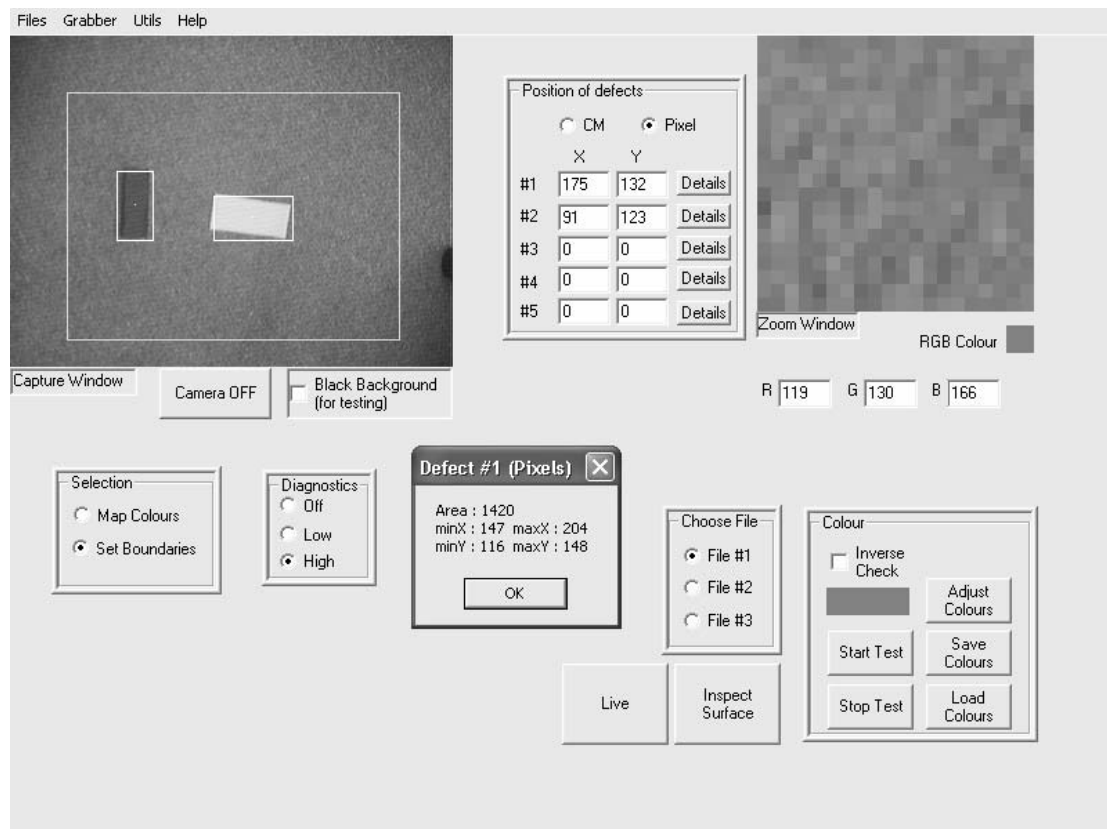 Files Grabber Utils Help
Position of defects
CM Pixel
X Y
#1 175 132 Details
#2 91 123 Details
#3 0 0 Details
#4 0 0 Details
#5 0 0 Details
Zoom Window
RGB Colour
R 119 G 130 B 166
Capture Window
Camera OFF
Black Background
(for testing)
Selection
Map Colours
Set Boundaries
Diagnostics
Off
Low
High
Defect #1 (Pixels)
Area : 1420
minX : 147 maxX : 204
minY : 116 maxY : 148
OK
Choose File
File #1
File #2
File #3
Live
Inspect
Surface
Colour
Inverse
Check
Adjust
Colours
Start Test
Save
Colours
Stop Test
Load
Colours